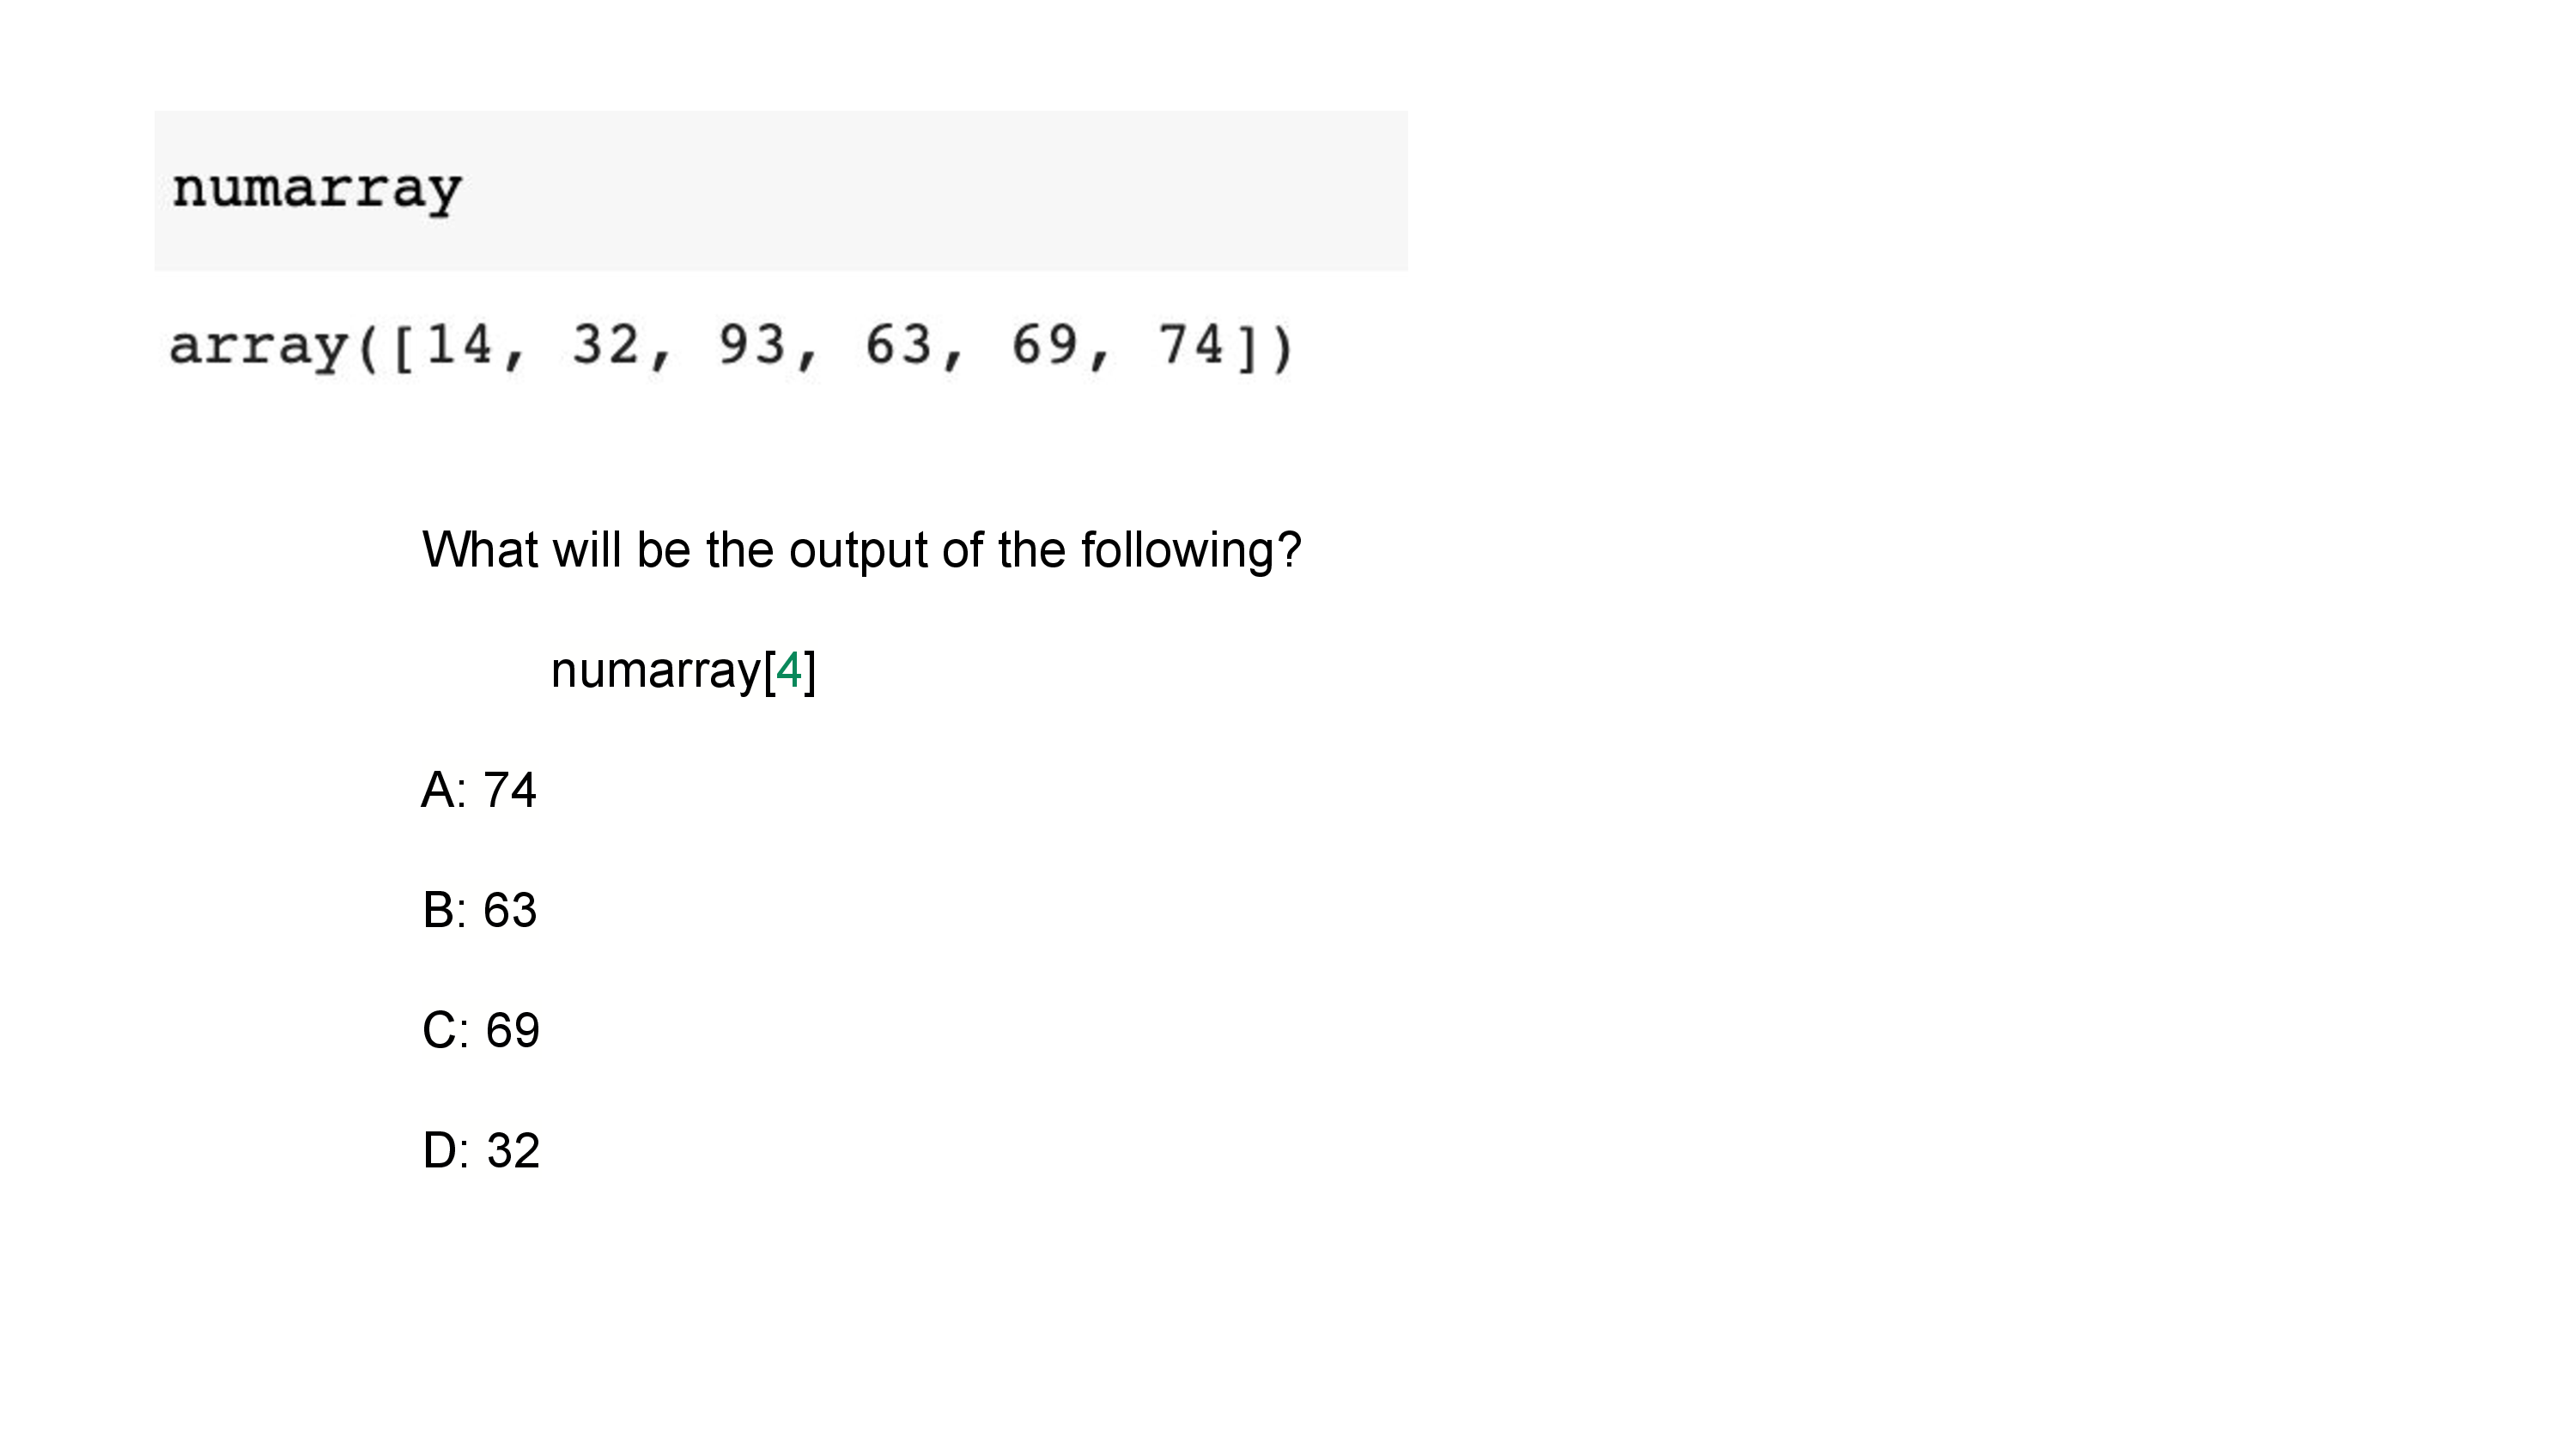 numarray
array([14, 32, 93, 63, 69, 74])
What will be the output of the following?
numarray[4]
A: 74
B: 63
C: 69
D: 32